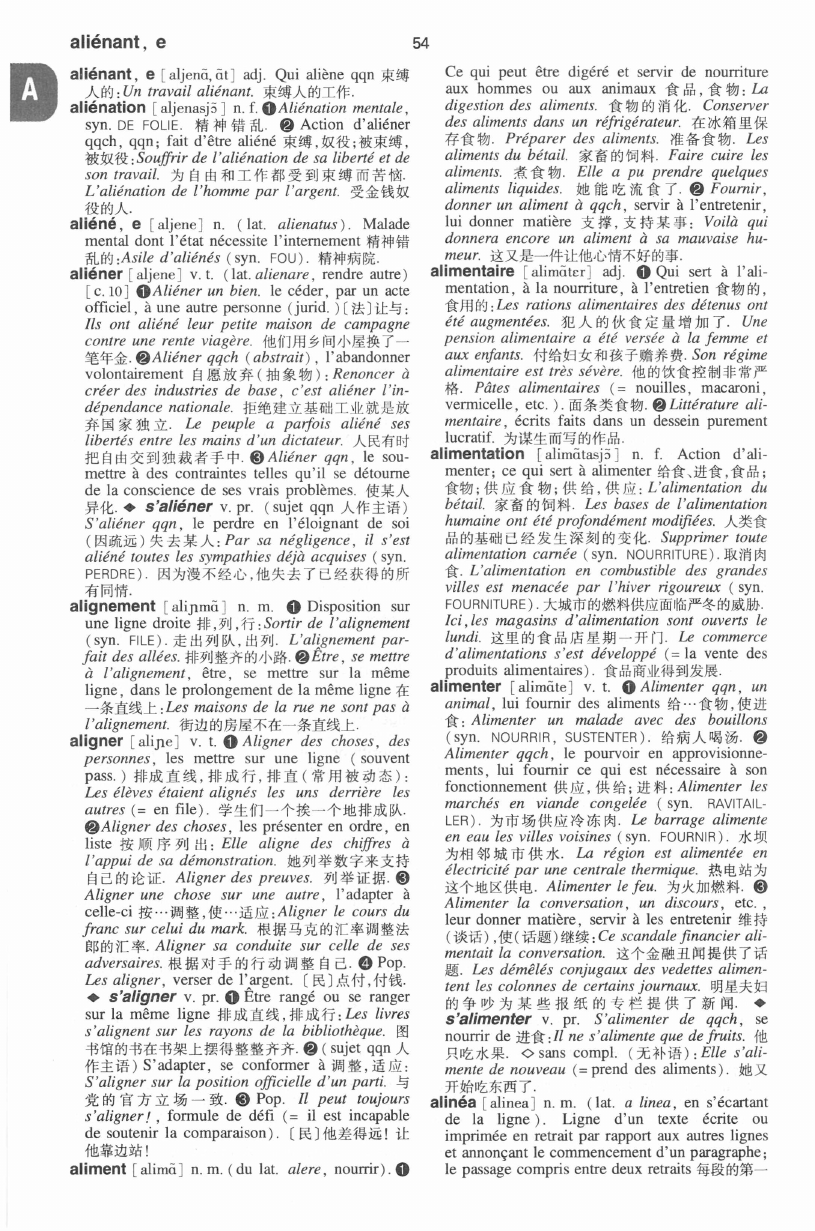 aliénant, e
54
A
aliénant, e [aljenɑ̃, ɑ̃t] adj. Qui aliène qqn 束缚
人的:Un travail aliénant. 束缚人的工作.
aliénation [aljenasjɔ̃] n. f. ❶Aliénation mentale,
syn. DE FOLIE. 精神错乱. ❷ Action d'aliéner
qqch, qqn; fait d'être aliéné 束缚,奴役;被束缚,
被奴役:Souffrir de l'aliénation de sa liberté et de
son travail. 为自由和工作都受到束缚而苦恼.
L'aliénation de l'homme par l'argent. 受金钱奴
役的人.
aliéné, e [aljene] n. (lat. alienatus). Malade
mental dont l'état nécessite l'internement 精神错
乱的:Asile d'aliénés (syn. FOU). 精神病院.
aliéner [aljene] v. t. (lat. alienare, rendre autre)
[c. 10] ❶Aliéner un bien. le céder, par un acte
officiel, à une autre personne (jurid.)〔法〕让与:
Ils ont aliéné leur petite maison de campagne
contre une rente viagère. 他们用乡间小屋换了一
笔年金. ❷Aliéner qqch (abstrait), l'abandonner
volontairement 自愿放弃(抽象物): Renoncer à
créer des industries de base, c'est aliéner l'in-
dépendance nationale. 拒绝建立基础工业就是放
弃国家独立. Le peuple a parfois aliéné ses
libertés entre les mains d'un dictateur. 人民有时
把自由交到独裁者手中. ❸ Aliéner qqn, le sou-
mettre à des contraintes telles qu'il se détourne
de la conscience de ses vrais problèmes. 使某人
异化. ◆ s'aliéner v. pr. (sujet qqn 人作主语)
S'aliéner qqn, le perdre en l'éloignant de soi
(因疏远)失去某人:Par sa négligence, il s'est
aliéné toutes les sympathies déjà acquises (syn.
PERDRE). 因为漫不经心,他失去了已经获得的所
有同情.
alignement [aliɲmɑ̃] n. m. ❶ Disposition sur
une ligne droite 排,列,行:Sortir de l'alignement
(syn. FILE). 走出列队,出列. L'alignement par-
fait des allées. 排列整齐的小路. ❷Être, se mettre
à l'alignement, être, se mettre sur la même
ligne, dans le prolongement de la même ligne 在
一条直线上:Les maisons de la rue ne sont pas à
l'alignement. 街边的房屋不在一条直线上.
aligner [aliɲe] v. t. ❶ Aligner des choses, des
personnes, les mettre sur une ligne (souvent
pass.) 排成直线,排成行,排直(常用被动态):
Les élèves étaient alignés les uns derrière les
autres (= en file). 学生们一个挨一个地排成队.
❷Aligner des choses, les présenter en ordre, en
liste 按顺序列出: Elle aligne des chiffres à
l'appui de sa démonstration. 她列举数字来支持
自己的论证. Aligner des preuves. 列举证据. ❸
Aligner une chose sur une autre, l'adapter à
celle-ci 按…调整,使…适应:Aligner le cours du
franc sur celui du mark. 根据马克的汇率调整法
郎的汇率. Aligner sa conduite sur celle de ses
adversaires. 根据对手的行动调整自己. ❹ Pop.
Les aligner, verser de l'argent.〔民〕点付,付钱.
◆ s'aligner v. pr. ❶ Être rangé ou se ranger
sur la même ligne 排成直线,排成行: Les livres
s'alignent sur les rayons de la bibliothèque. 图
书馆的书在书架上摆得整整齐齐. ❷ (sujet qqn 人
作主语) S'adapter, se conformer à 调整,适应:
S'aligner sur la position officielle d'un parti. 与
党的官方立场一致. ❸ Pop. Il peut toujours
s'aligner!, formule de défi (= il est incapable
de soutenir la comparaison).〔民〕他差得远! 让
他靠边站!
aliment [alimɑ̃] n. m. (du lat. alere, nourrir). ❶
Ce qui peut être digéré et servir de nourriture
aux hommes ou aux animaux 食品,食物: La
digestion des aliments. 食物的消化. Conserver
des aliments dans un réfrigérateur. 在冰箱里保
存食物. Préparer des aliments. 准备食物. Les
aliments du bétail. 家畜的饲料. Faire cuire les
aliments. 煮食物. Elle a pu prendre quelques
aliments liquides. 她能吃流食了. ❷ Fournir,
donner un aliment à qqch, servir à l'entretenir,
lui donner matière 支撑,支持某事: Voilà qui
donnera encore un aliment à sa mauvaise hu-
meur. 这又是一件让他心情不好的事.
alimentaire [alimɑ̃tɛr] adj. ❶ Qui sert à l'ali-
mentation, à la nourriture, à l'entretien 食物的,
食用的:Les rations alimentaires des détenus ont
été augmentées. 犯人的伙食定量增加了. Une
pension alimentaire a été versée à la femme et
aux enfants. 付给妇女和孩子赡养费. Son régime
alimentaire est très sévère. 他的饮食控制非常严
格. Pâtes alimentaires (= nouilles, macaroni,
vermicelle, etc.). 面条类食物. ❷ Littérature ali-
mentaire, écrits faits dans un dessein purement
lucratif. 为谋生而写的作品.
alimentation [alimɑ̃tasjɔ̃] n. f. Action d'ali-
menter; ce qui sert à alimenter 给食、进食,食品;
食物;供应食物;供给,供应: L'alimentation du
bétail. 家畜的饲料. Les bases de l'alimentation
humaine ont été profondément modifiées. 人类食
品的基础已经发生深刻的变化. Supprimer toute
alimentation carnée (syn. NOURRITURE). 取消肉
食. L'alimentation en combustible des grandes
villes est menacée par l'hiver rigoureux (syn.
FOURNITURE). 大城市的燃料供应面临严冬的威胁.
Ici, les magasins d'alimentation sont ouverts le
lundi. 这里的食品店星期一开门. Le commerce
d'alimentations s'est développé (= la vente des
produits alimentaires). 食品商业得到发展.
alimenter [alimɑ̃te] v. t. ❶ Alimenter qqn, un
animal, lui fournir des aliments 给…食物,使进
食: Alimenter un malade avec des bouillons
(syn. NOURRIR, SUSTENTER). 给病人喝汤. ❷
Alimenter qqch, le pourvoir en approvisionne-
ments, lui fournir ce qui est nécessaire à son
fonctionnement 供应,供给;进料: Alimenter les
marchés en viande congelée (syn. RAVITAIL-
LER). 为市场供应冷冻肉. Le barrage alimente
en eau les villes voisines (syn. FOURNIR). 水坝
为相邻城市供水. La région est alimentée en
électricité par une centrale thermique. 热电站为
这个地区供电. Alimenter le feu. 为火加燃料. ❸
Alimenter la conversation, un discours, etc.,
leur donner matière, servir à les entretenir 维持
(谈话),使(话题)继续:Ce scandale financier ali-
mentait la conversation. 这个金融丑闻提供了话
题. Les démêlés conjugaux des vedettes alimen-
tent les colonnes de certains journaux. 明星夫妇
的争吵为某些报纸的专栏提供了新闻. ◆
s'alimenter v. pr. S'alimenter de qqch, se
nourrir de 进食:Il ne s'alimente que de fruits. 他
只吃水果. ◇ sans compl. (无补语): Elle s'ali-
mente de nouveau (= prend des aliments). 她又
开始吃东西了.
alinéa [alinea] n. m. (lat. a linea, en s'écartant
de la ligne). Ligne d'un texte écrite ou
imprimée en retrait par rapport aux autres lignes
et annonçant le commencement d'un paragraphe;
le passage compris entre deux retraits 每段的第一